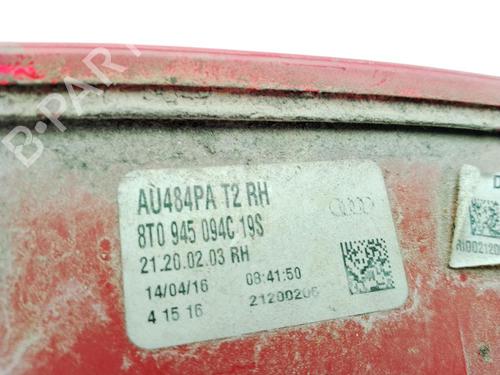 B-PARTS
AU484PA T2 RH
8T0 945 094C 19S
21.20.02.03 RH
14/04/16 08:41:50
4 15 16 21200206